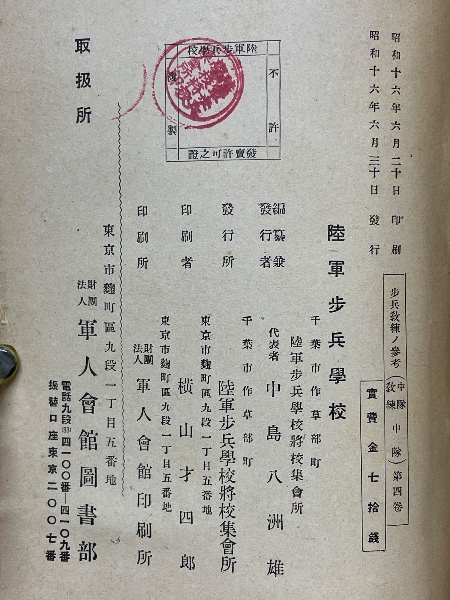 昭和十六年六月二十日 印刷
昭和十六年六月三十日 發行
步兵敎練ノ參考(中隊敎練 中隊)第四卷
實費金七拾錢
陸軍步兵學校
編纂兼發行者
千葉市作草部町
陸軍步兵學校將校集會所
代表者 中島八洲雄
發行所
千葉市作草部町
陸軍步兵學校將校集會所
印刷者
東京市麴町區九段一丁目五番地
橫山才四郎
印刷所
東京市麴町區九段一丁目五番地
財團法人 軍人會館印刷所
陸軍步兵學校
不許
製
發賣許可之證
取扱所
東京市麴町區九段一丁目五番地
財團法人 軍人會館圖書部
電話九段(33)四一〇〇番—四一〇九番
振替口座東京二〇〇七番